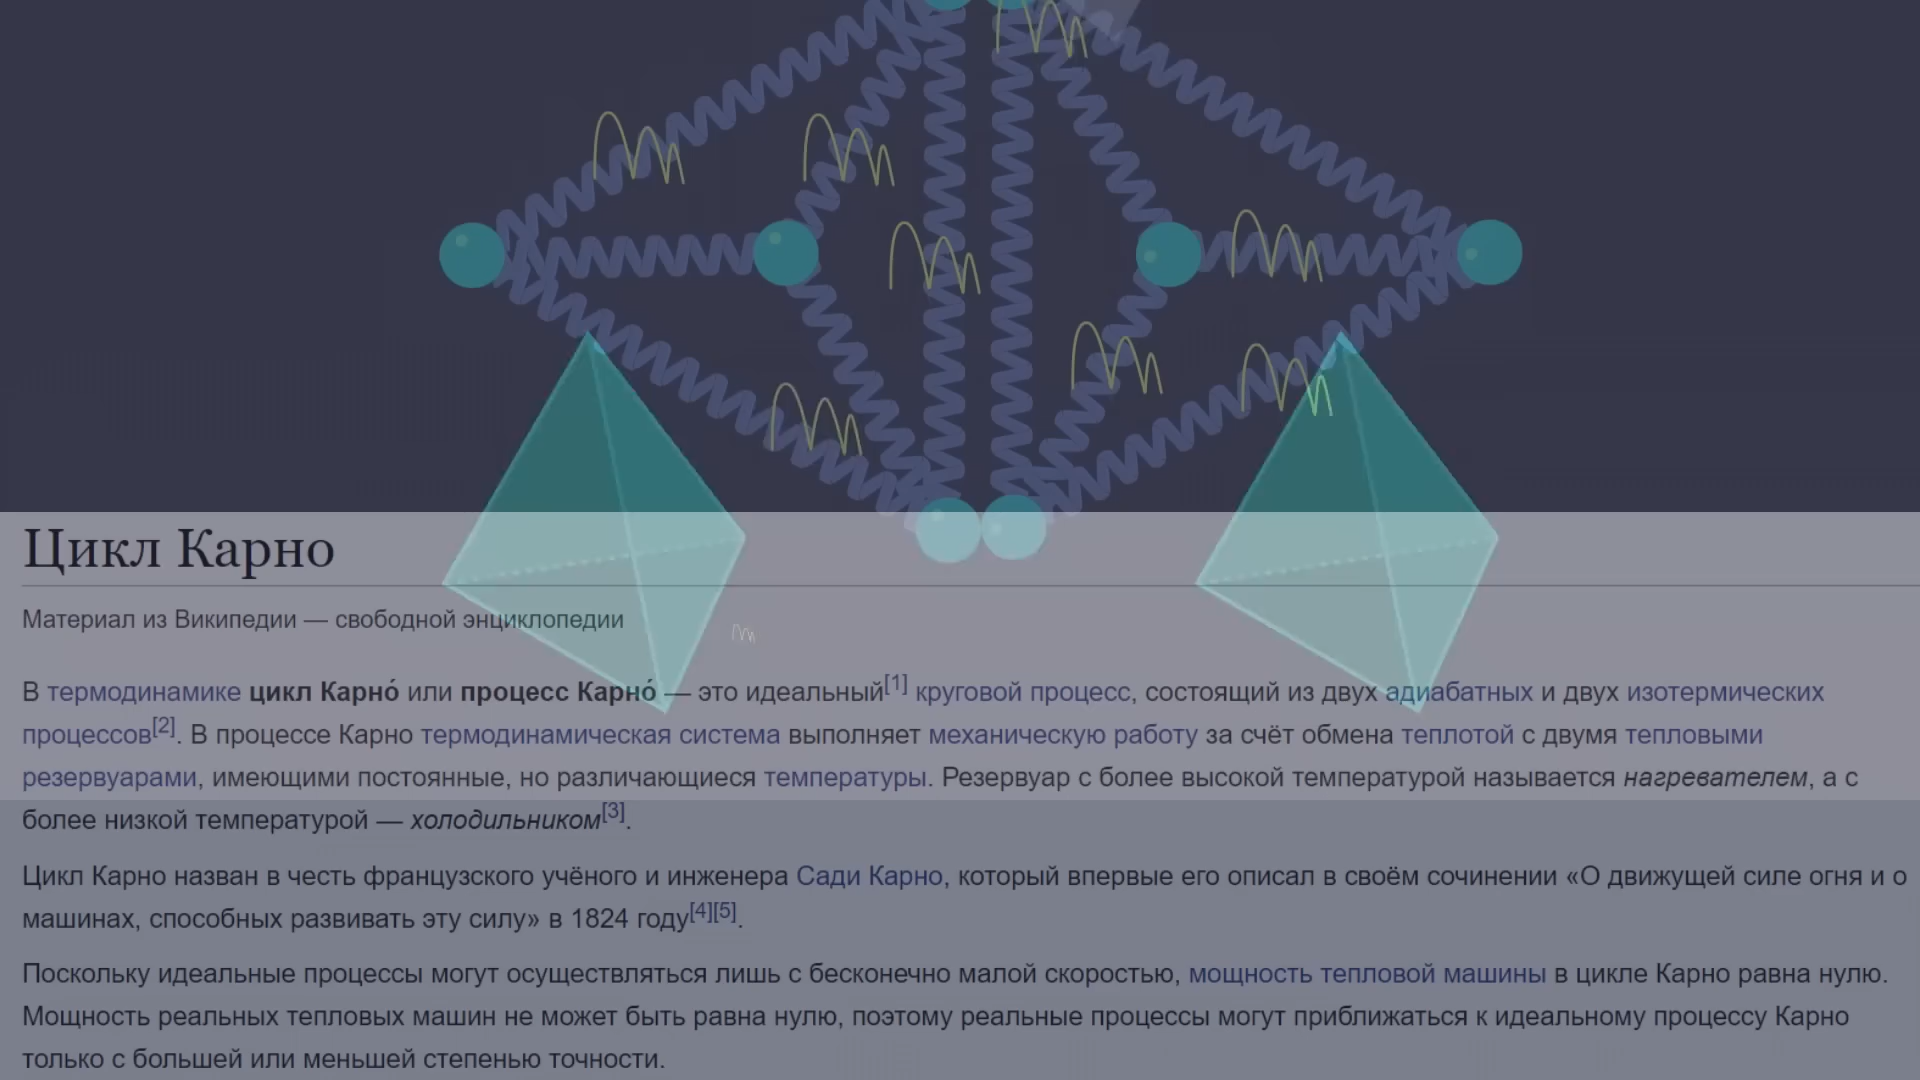 Цикл Карно
Материал из Википедии — свободной энциклопедии
В термодинамике цикл Карно́ или процесс Карно́ — это идеальный[1] круговой процесс, состоящий из двух адиабатных и двух изотермических
процессов[2]. В процессе Карно термодинамическая система выполняет механическую работу за счёт обмена теплотой с двумя тепловыми
резервуарами, имеющими постоянные, но различающиеся температуры. Резервуар с более высокой температурой называется нагревателем, а с
более низкой температурой — холодильником[3].
Цикл Карно назван в честь французского учёного и инженера Сади Карно, который впервые его описал в своём сочинении «О движущей силе огня и о
машинах, способных развивать эту силу» в 1824 году[4][5].
Поскольку идеальные процессы могут осуществляться лишь с бесконечно малой скоростью, мощность тепловой машины в цикле Карно равна нулю.
Мощность реальных тепловых машин не может быть равна нулю, поэтому реальные процессы могут приближаться к идеальному процессу Карно
только с большей или меньшей степенью точности.